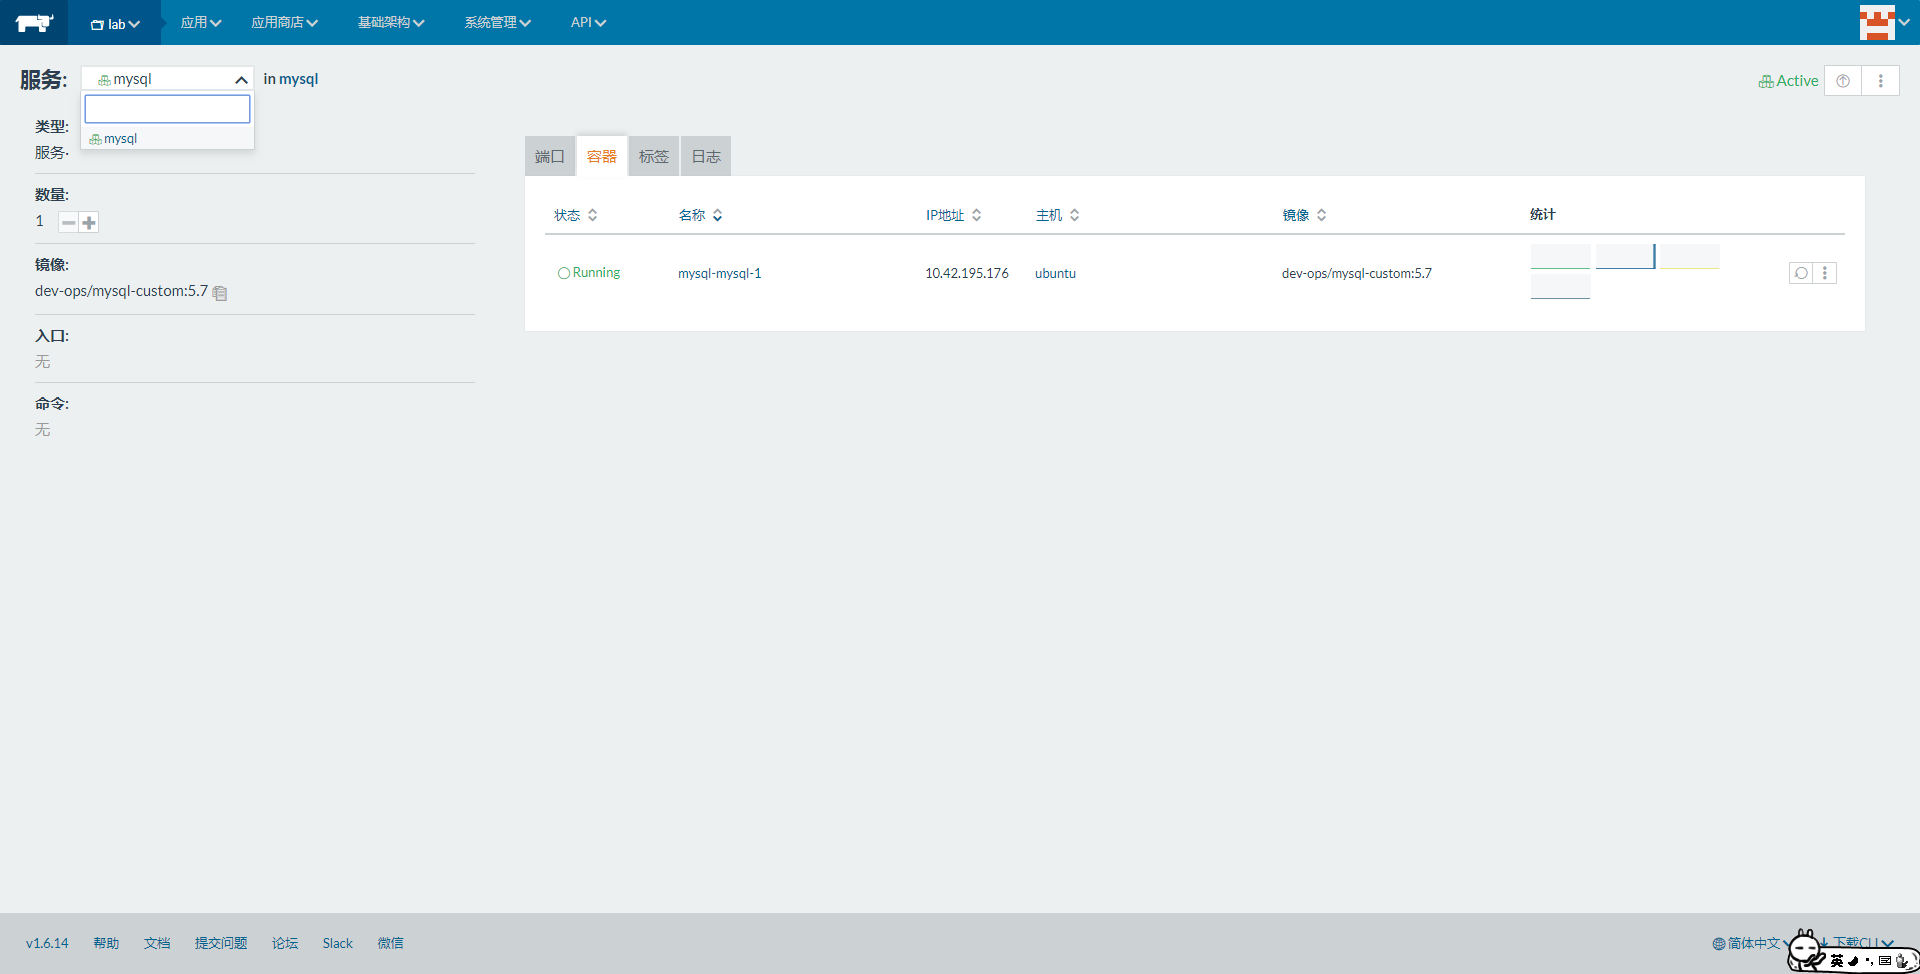 lab 应用 应用商店 基础架构 系统管理 API
服务: mysql in mysql Active
mysql
类型:
服务
端口 容器 标签 日志
数量:
1
状态 名称 IP地址 主机 镜像 统计
Running mysql-mysql-1 10.42.195.176 ubuntu dev-ops/mysql-custom:5.7
镜像:
dev-ops/mysql-custom:5.7
入口:
无
命令:
无
v1.6.14 帮助 文档 提交问题 论坛 Slack 微信 简体中文 下载CLI
英